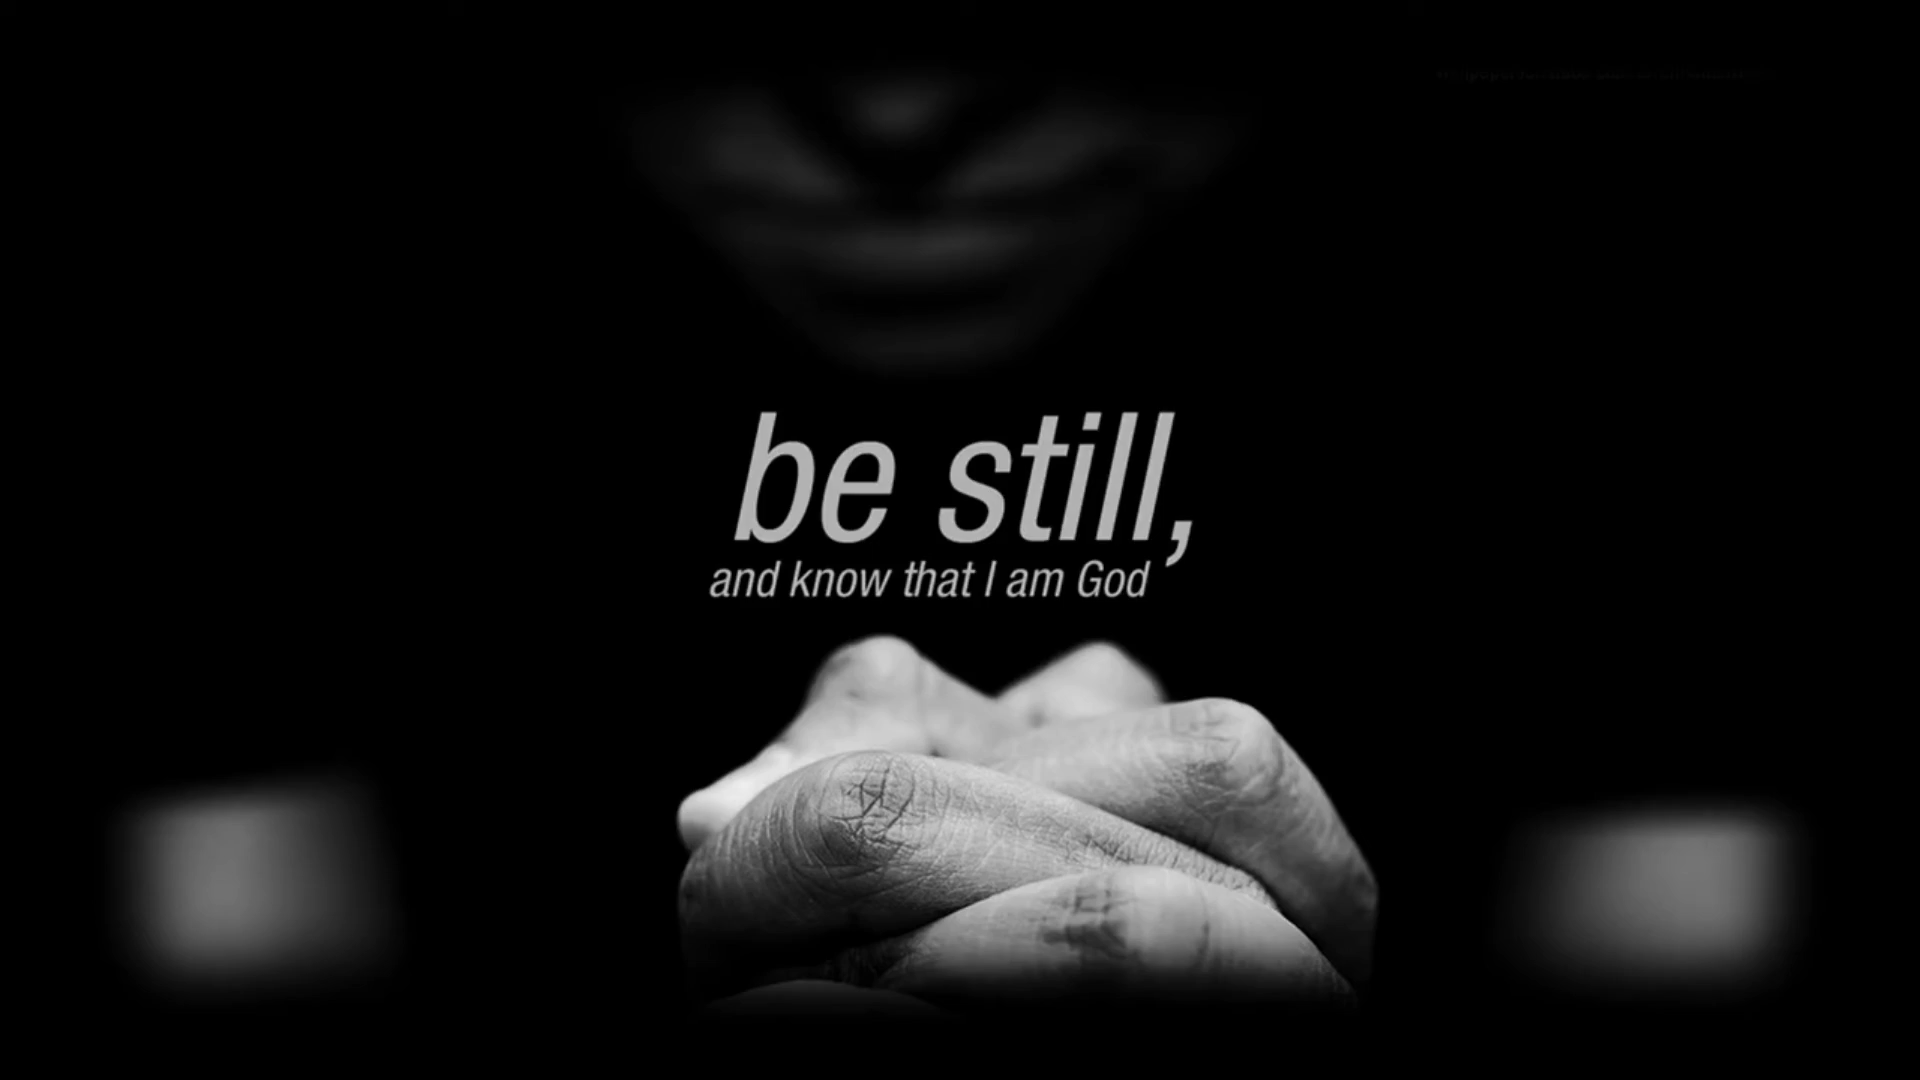 be still,
and know that I am God